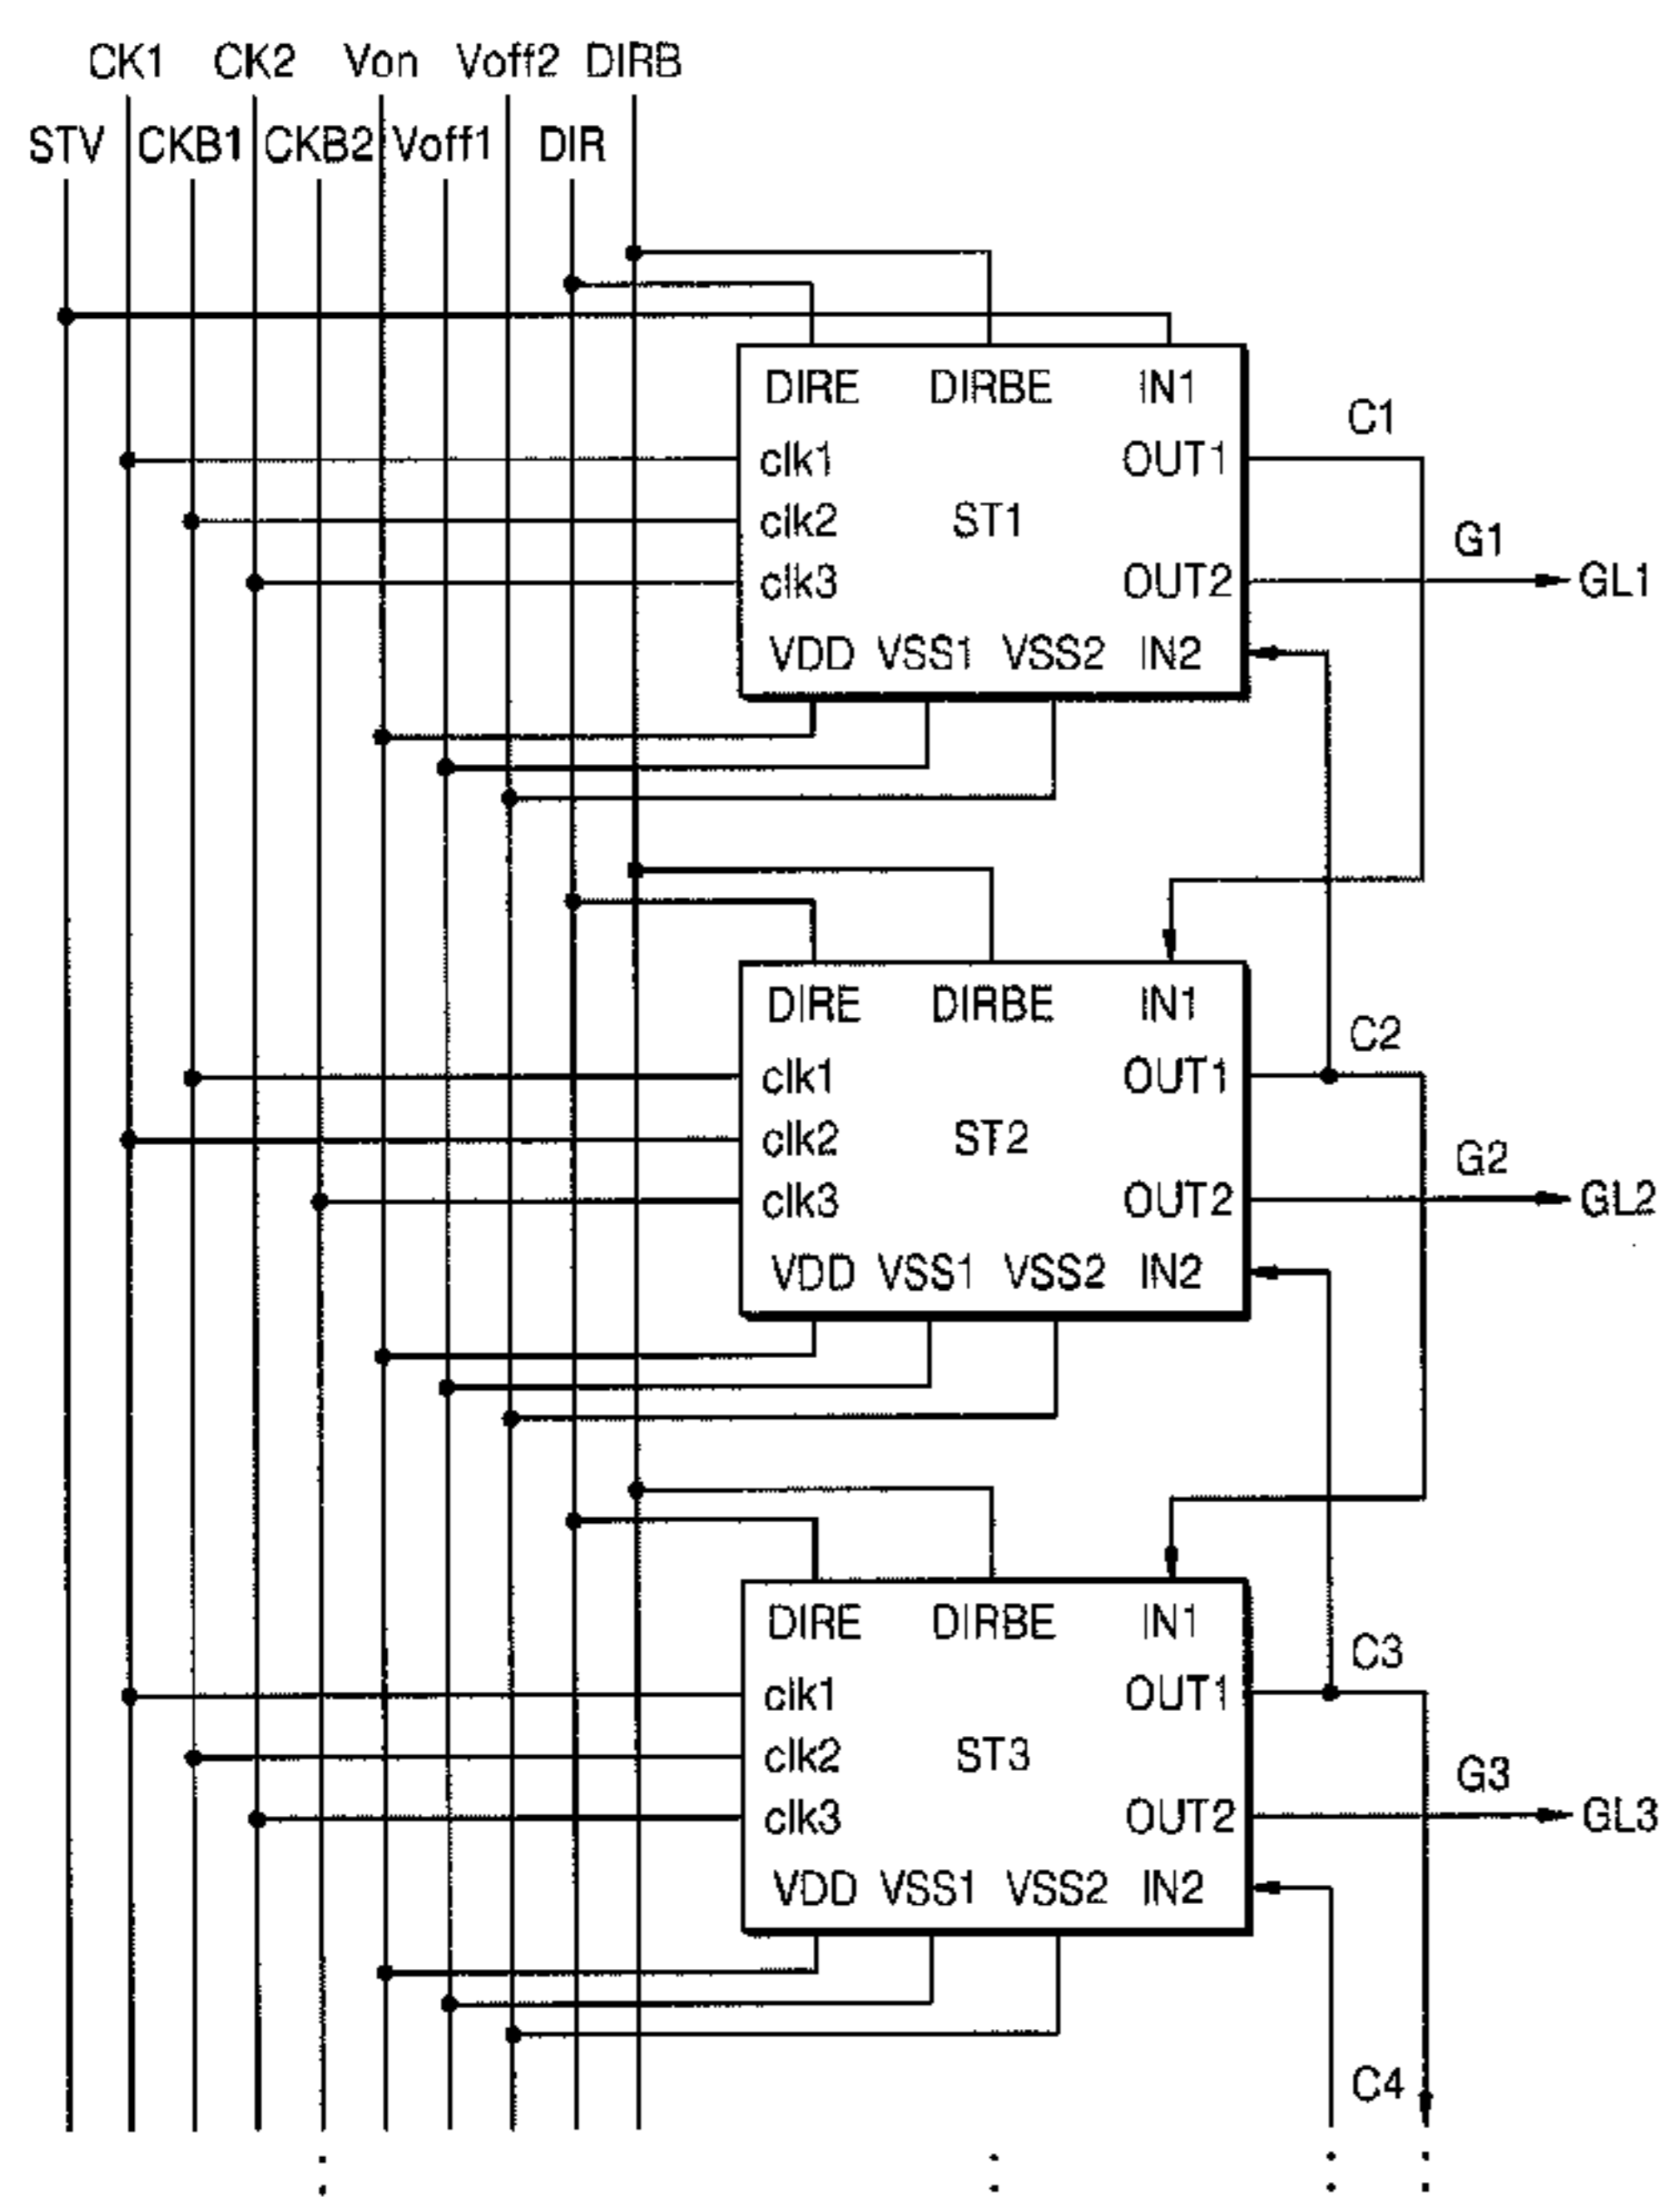 CK1 CK2 Von Voff2 DIRB
STV CKB1 CKB2 Voff1 DIR
DIRE DIRBE IN1
C1
clk1 OUT1
clk2 ST1
G1
clk3 OUT2 GL1
VDD VSS1 VSS2 IN2
DIRE DIRBE IN1
C2
clk1 OUT1
clk2 ST2
G2
clk3 OUT2 GL2
VDD VSS1 VSS2 IN2
DIRE DIRBE IN1
C3
clk1 OUT1
clk2 ST3
G3
clk3 OUT2 GL3
VDD VSS1 VSS2 IN2
C4